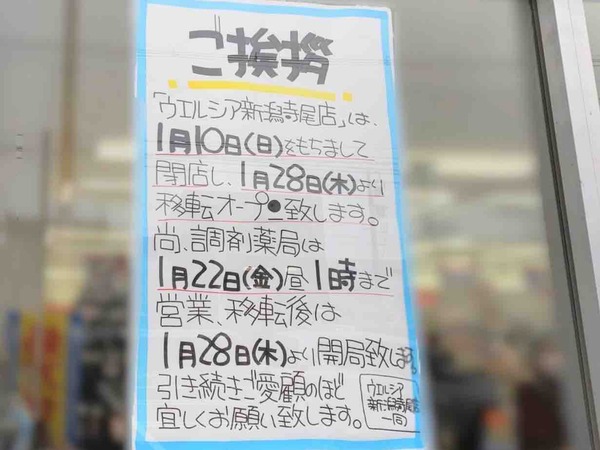 ご挨拶
「ウエルシア新潟寺尾店」は、
1月10日(日)をもちまして
閉店し、1月28日(木)より
移転オープン致します。
尚、調剤薬局は
1月22日(金)昼1時まで
営業、移転後は
1月28日(木)より開局致します。
引き続きご愛顧のほど
宜しくお願い致します。
ウエルシア
新潟寺尾店
一同